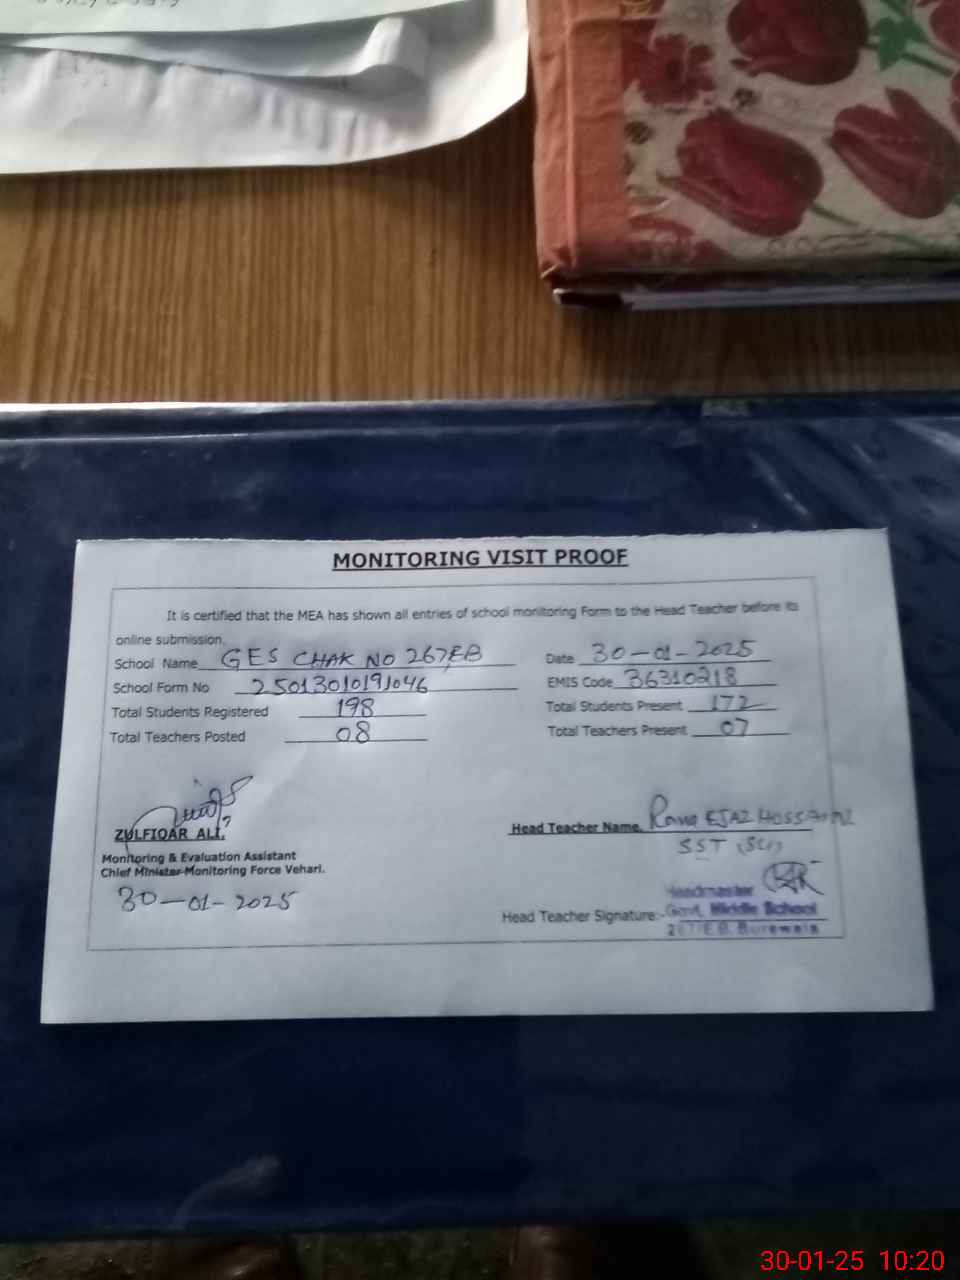 MONITORING VISIT PROOF
It is certified that the MEA has shown all entries of school monitoring Form to the Head Teacher before its
online submission.
School Name GES CHAK NO 267EB Date 30-01-2025
School Form No 25013010191046 EMIS Code 36310218
Total Students Registered 198 Total Students Present 172
Total Teachers Posted 08 Total Teachers Present 07
ZULFIQAR ALI. Head Teacher Name. Rana EJAZ HOSSAIN
SST (Sci)
Monitoring & Evaluation Assistant
Chief Minister Monitoring Force Vehari.
30-01-2025
Headmaster
Head Teacher Signature: Govt. Middle School
267/E.B. Burewala
30-01-25 10:20